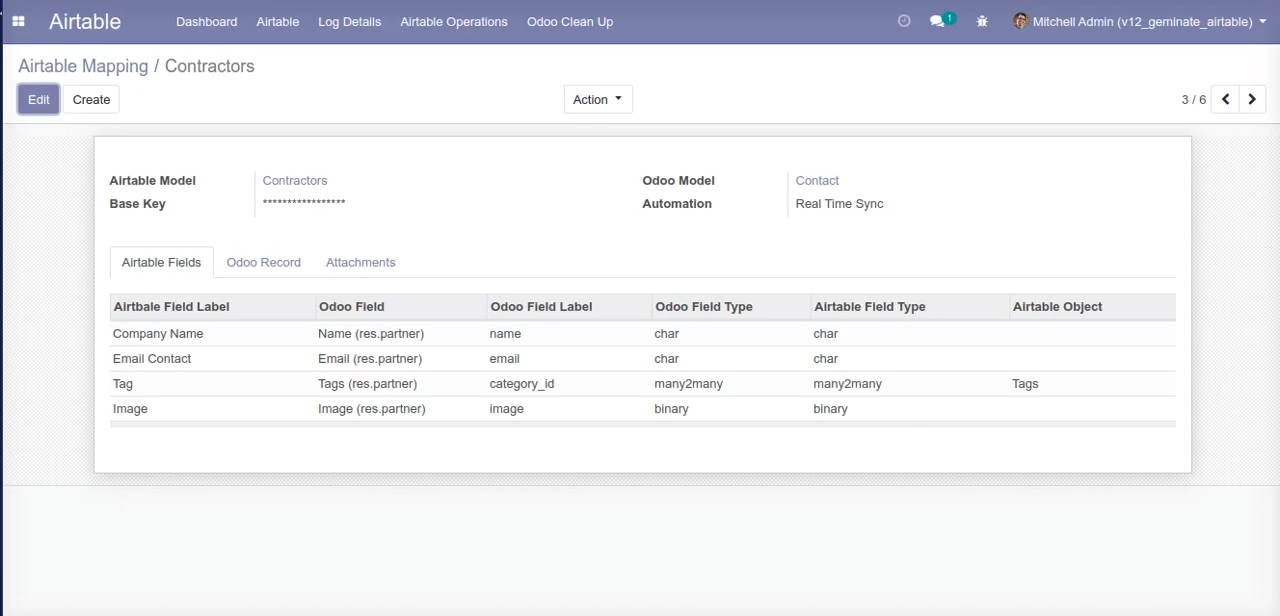 Airtable Dashboard Airtable Log Details Airtable Operations Odoo Clean Up 1 Mitchell Admin (v12_geminate_airtable)
Airtable Mapping / Contractors
Edit Create Action 3 / 6
Airtable Model Contractors Odoo Model Contact
Base Key ***************** Automation Real Time Sync
Airtable Fields Odoo Record Attachments
Airtbale Field Label Odoo Field Odoo Field Label Odoo Field Type Airtable Field Type Airtable Object
Company Name Name (res.partner) name char char
Email Contact Email (res.partner) email char char
Tag Tags (res.partner) category_id many2many many2many Tags
Image Image (res.partner) image binary binary